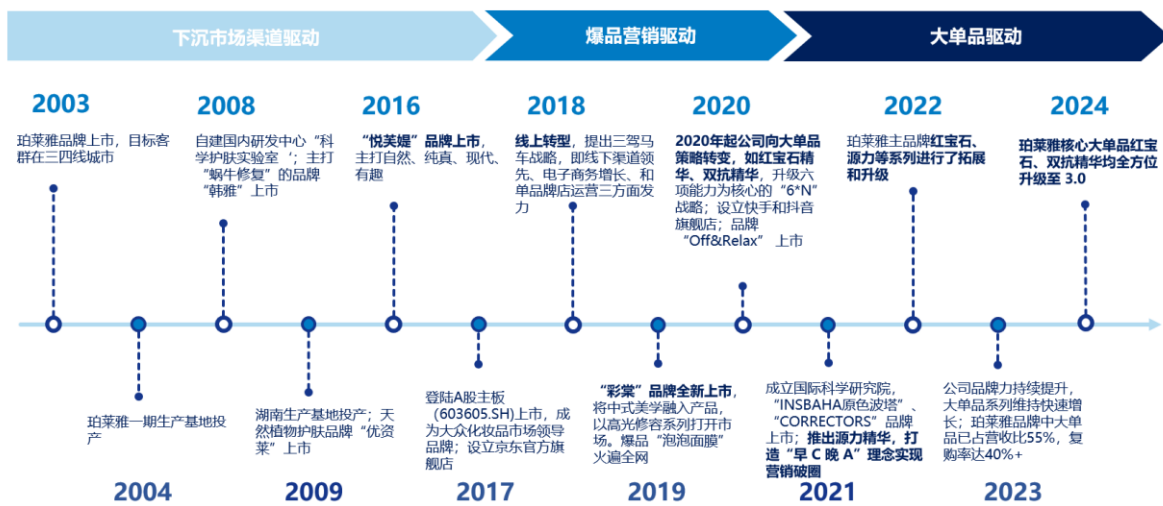 下沉市场渠道驱动
爆品营销驱动
大单品驱动
2003
珀莱雅品牌上市，目标客
群在三四线城市
2008
自建国内研发中心“科
学护肤实验室‘；主打
“蜗牛修复”的品牌
“韩雅”上市
2016
“悦芙媞”品牌上市，
主打自然、纯真、现代、
有趣
2018
线上转型，提出三驾马
车战略，即线下渠道领
先、电子商务增长、和
单品牌店运营三方面发
力
2020
2020年起公司向大单品
策略转变，如红宝石精
华、双抗精华，升级六
项能力为核心的“6*N”
战略；设立快手和抖音
旗舰店；品牌
“Off&Relax” 上市
2022
珀莱雅主品牌红宝石、
源力等系列进行了拓展
和升级
2024
珀莱雅核心大单品红宝
石、双抗精华均全方位
升级至 3.0
珀莱雅一期生产基地投
产
2004
湖南生产基地投产；天
然植物护肤品牌“优资
莱”上市
2009
登陆A股主板
（603605.SH)上市，成
为大众化妆品市场领导
品牌；设立京东官方旗
舰店
2017
“彩棠”品牌全新上市，
将中式美学融入产品，
以高光修容系列打开市
场。爆品“泡泡面膜”
火遍全网
2019
成立国际科学研究院，
“INSBAHA原色波塔”、
“CORRECTORS”品牌
上市；推出源力精华，打
造“早 C 晚 A”理念实现
营销破圈
2021
公司品牌力持续提升，
大单品系列维持快速增
长；珀莱雅品牌中大单
品已占营收比55%，复
购率达40%+
2023